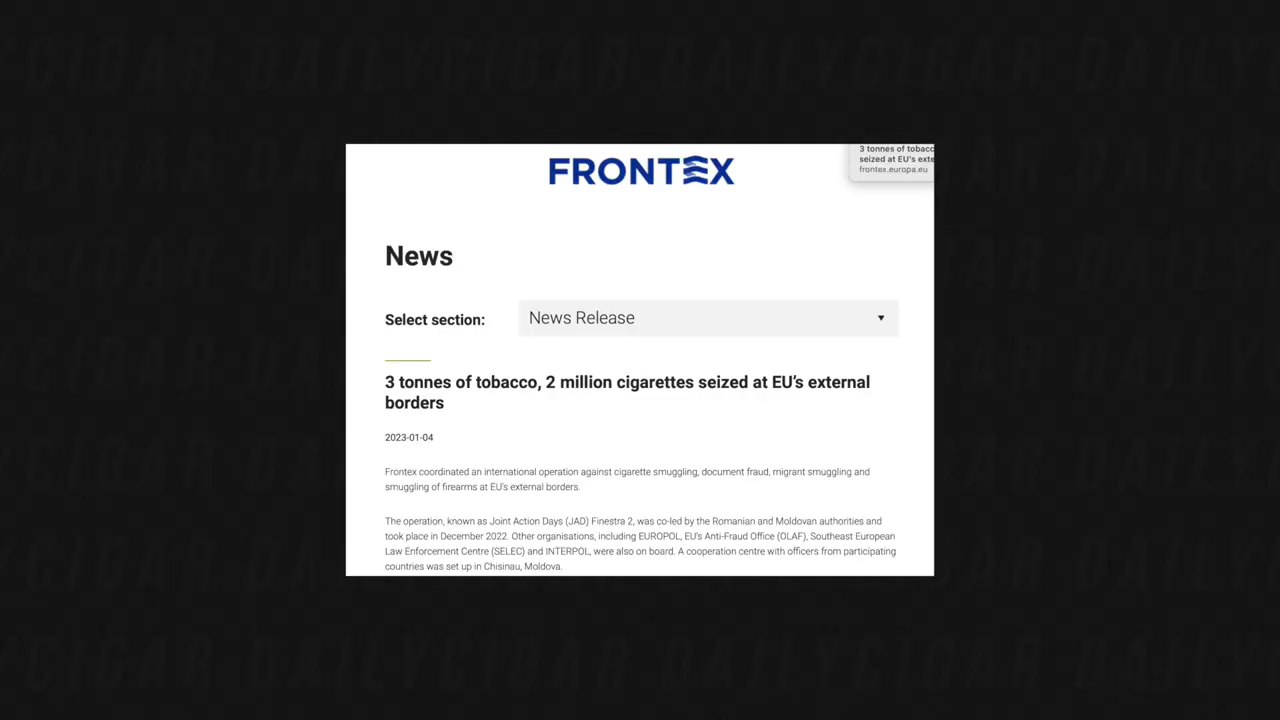 CIGAR DAILYCIGAR DAILYCIGAR DAILY
FRONTEX
3 tonnes of tobacc
seized at EU's exte
frontex.europa.eu
News
Select section:
News Release
3 tonnes of tobacco, 2 million cigarettes seized at EU's external
borders
2023-01-04
Frontex coordinated an international operation against cigarette smuggling, document fraud, migrant smuggling and
smuggling of firearms at EU's external borders.
The operation, known as Joint Action Days (JAD) Finestra 2, was co-led by the Romanian and Moldovan authorities and
took place in December 2022. Other organisations, including EUROPOL, EU's Anti-Fraud Office (OLAF), Southeast European
Law Enforcement Centre (SELEC) and INTERPOL, were also on board. A cooperation centre with officers from participating
countries was set up in Chisinau, Moldova.